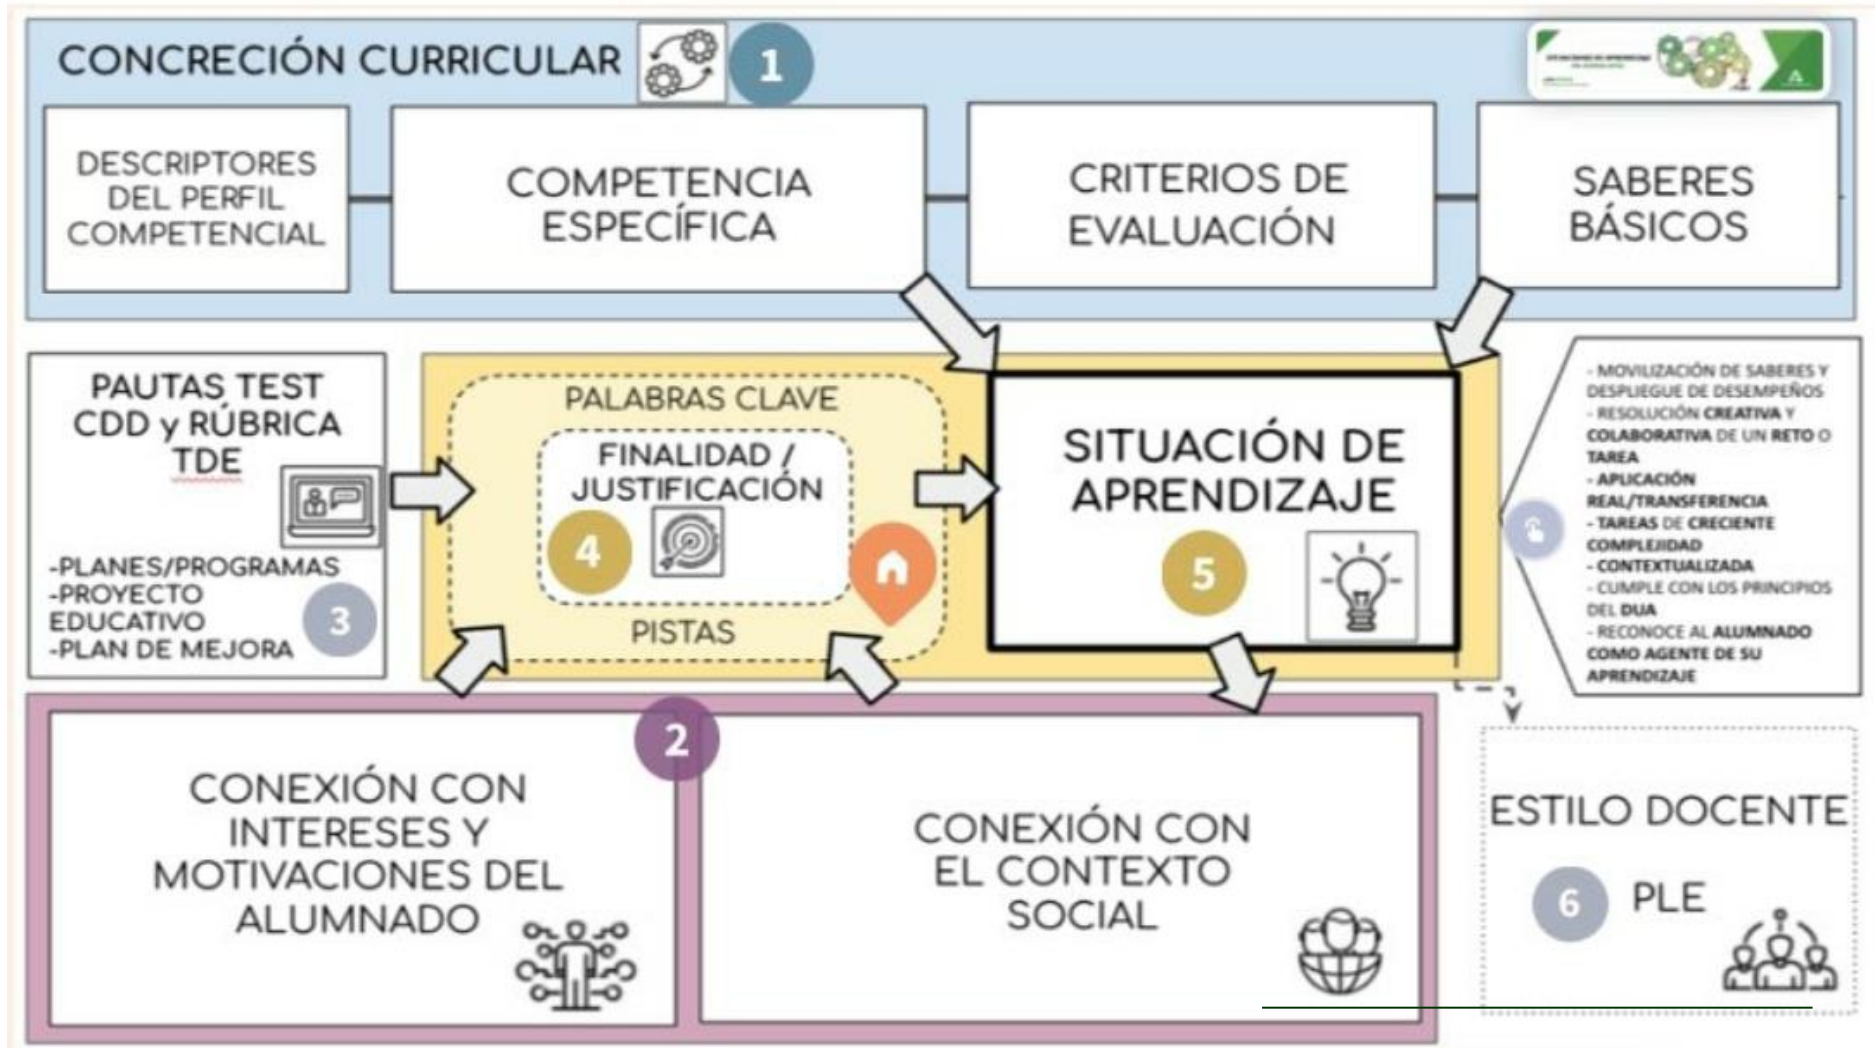 CONCRECIÓN CURRICULAR
1
DESCRIPTORES
DEL PERFIL
COMPETENCIAL
COMPETENCIA
ESPECÍFICA
CRITERIOS DE
EVALUACIÓN
SABERES
BÁSICOS
PAUTAS TEST
CDD y RÚBRICA
TDE
-PLANES/PROGRAMAS
-PROYECTO
EDUCATIVO
-PLAN DE MEJORA
3
PALABRAS CLAVE
FINALIDAD /
JUSTIFICACIÓN
4
PISTAS
SITUACIÓN DE
APRENDIZAJE
5
- MOVILIZACIÓN DE SABERES Y
DESPLIEGUE DE DESEMPEÑOS
- RESOLUCIÓN CREATIVA Y
COLABORATIVA DE UN RETO O
TAREA
- APLICACIÓN
REAL/TRANSFERENCIA
- TAREAS DE CRECIENTE
COMPLEJIDAD
- CONTEXTUALIZADA
- CUMPLE CON LOS PRINCIPIOS
DEL DUA
- RECONOCE AL ALUMNADO
COMO AGENTE DE SU
APRENDIZAJE
2
CONEXIÓN CON
INTERESES Y
MOTIVACIONES DEL
ALUMNADO
CONEXIÓN CON
EL CONTEXTO
SOCIAL
ESTILO DOCENTE
6
PLE